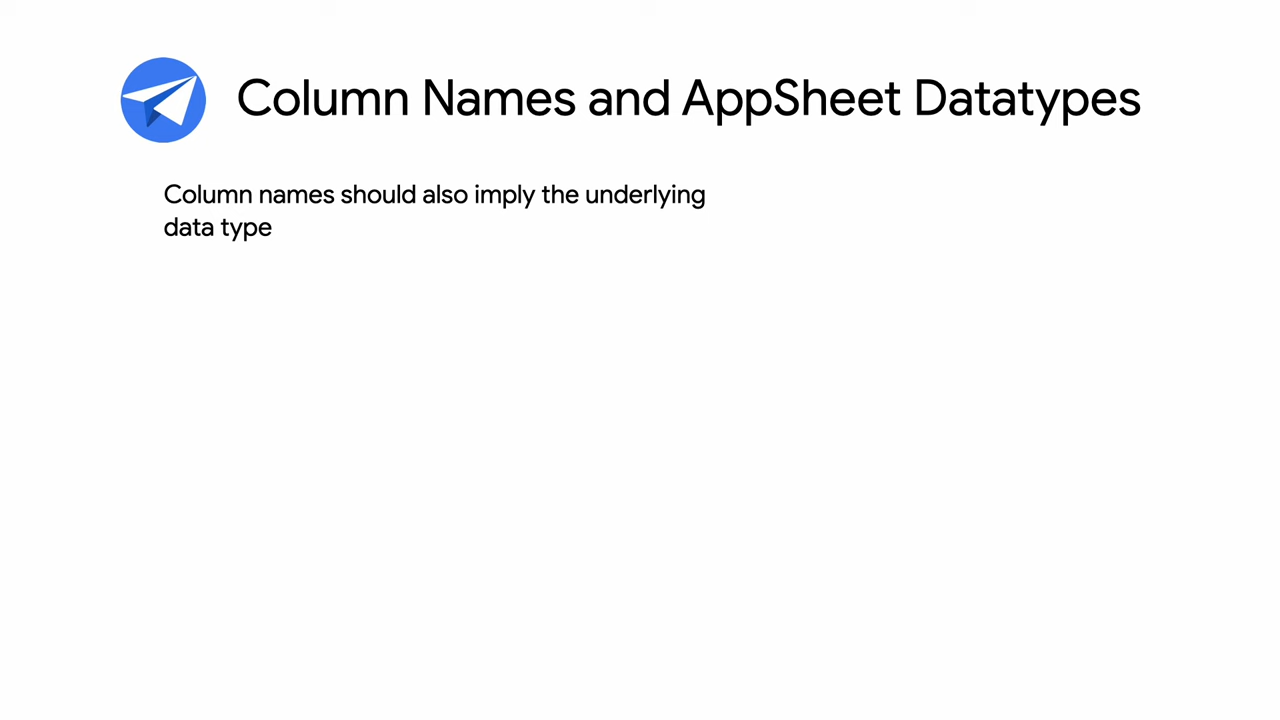 Column Names and AppSheet Datatypes
Column names should also imply the underlying
data type